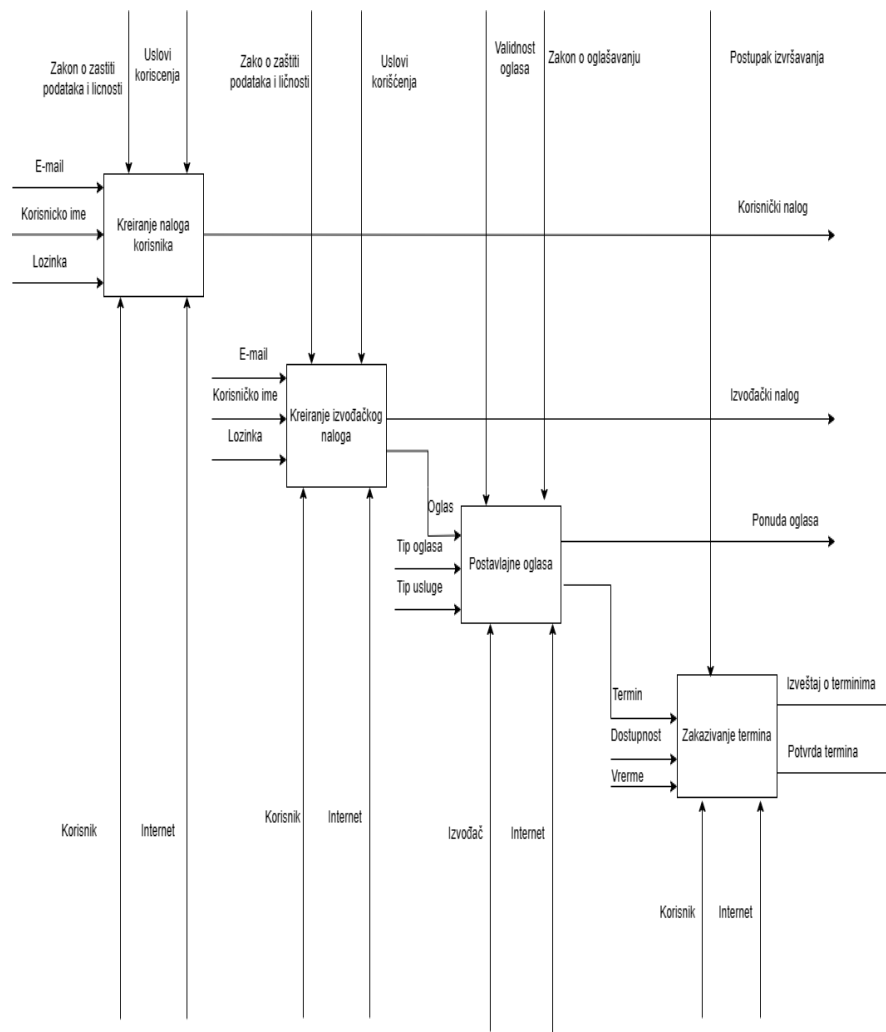 Zakon o zastiti
podataka i licnosti
Uslovi
koriscenja
Zako o zaštiti
podataka i ličnosti
Uslovi
korišćenja
Validnost
oglasa
Zakon o oglašavanju
Postupak izvršavanja
E-mail
Korisnicko ime
Lozinka
Kreiranje naloga
korisnika
Korisnički nalog
E-mail
Korisničko ime
Lozinka
Kreiranje izvođačkog
naloga
Izvođački nalog
Oglas
Tip oglasa
Tip usluge
Postavlajne oglasa
Ponuda oglasa
Termin
Dostupnost
Vrerme
Zakazivanje termina
Izveštaj o terminima
Potvrda termina
Korisnik
Internet
Korisnik
Internet
Izvođač
Internet
Korisnik
Internet